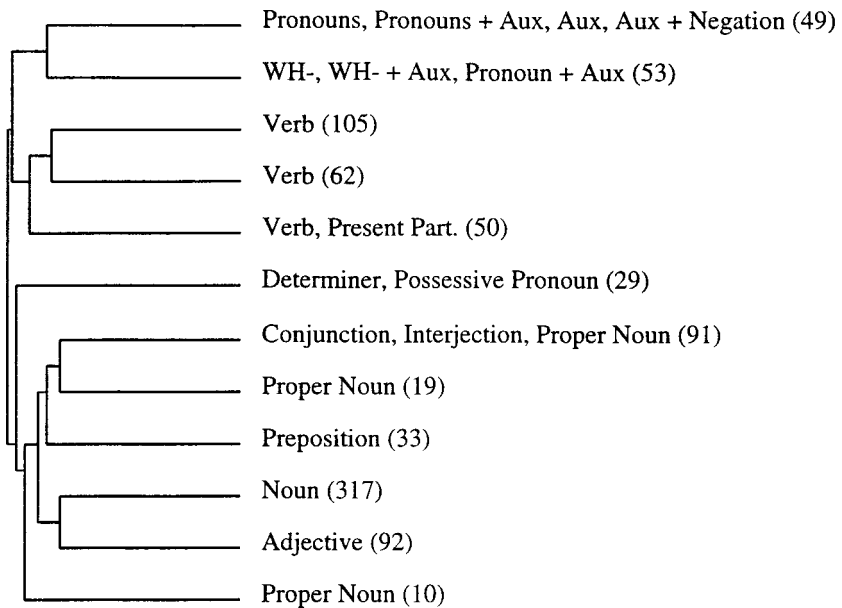 Pronouns, Pronouns + Aux, Aux, Aux + Negation (49)
WH-, WH- + Aux, Pronoun + Aux (53)
Verb (105)
Verb (62)
Verb, Present Part. (50)
Determiner, Possessive Pronoun (29)
Conjunction, Interjection, Proper Noun (91)
Proper Noun (19)
Preposition (33)
Noun (317)
Adjective (92)
Proper Noun (10)